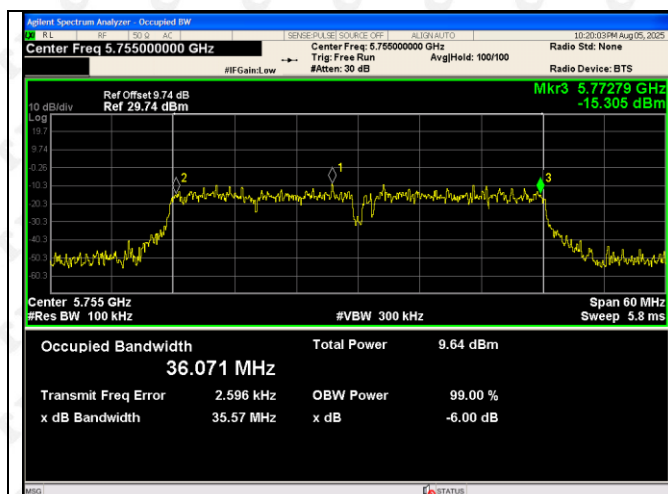 Agilent Spectrum Analyzer - Occupied BW
RL RF 50 Ω AC SENSE:PULSE SOURCE OFF ALIGN AUTO 10:20:03 PM Aug 05, 2025
Center Freq 5.755000000 GHz
Center Freq: 5.755000000 GHz
Radio Std: None
Trig: Free Run Avg|Hold: 100/100
#IFGain:Low #Atten: 30 dB Radio Device: BTS
Ref Offset 9.74 dB
Mkr3 5.77279 GHz
10 dB/div Ref 29.74 dBm
-15.305 dBm
Log
19.7
9.74
-0.26
1
-10.3
2
3
-20.3
-30.3
-40.3
-50.3
-60.3
Center 5.755 GHz Span 60 MHz
#Res BW 100 kHz #VBW 300 kHz Sweep 5.8 ms
Occupied Bandwidth Total Power 9.64 dBm
36.071 MHz
Transmit Freq Error 2.596 kHz OBW Power 99.00 %
x dB Bandwidth 35.57 MHz x dB -6.00 dB
MSG STATUS